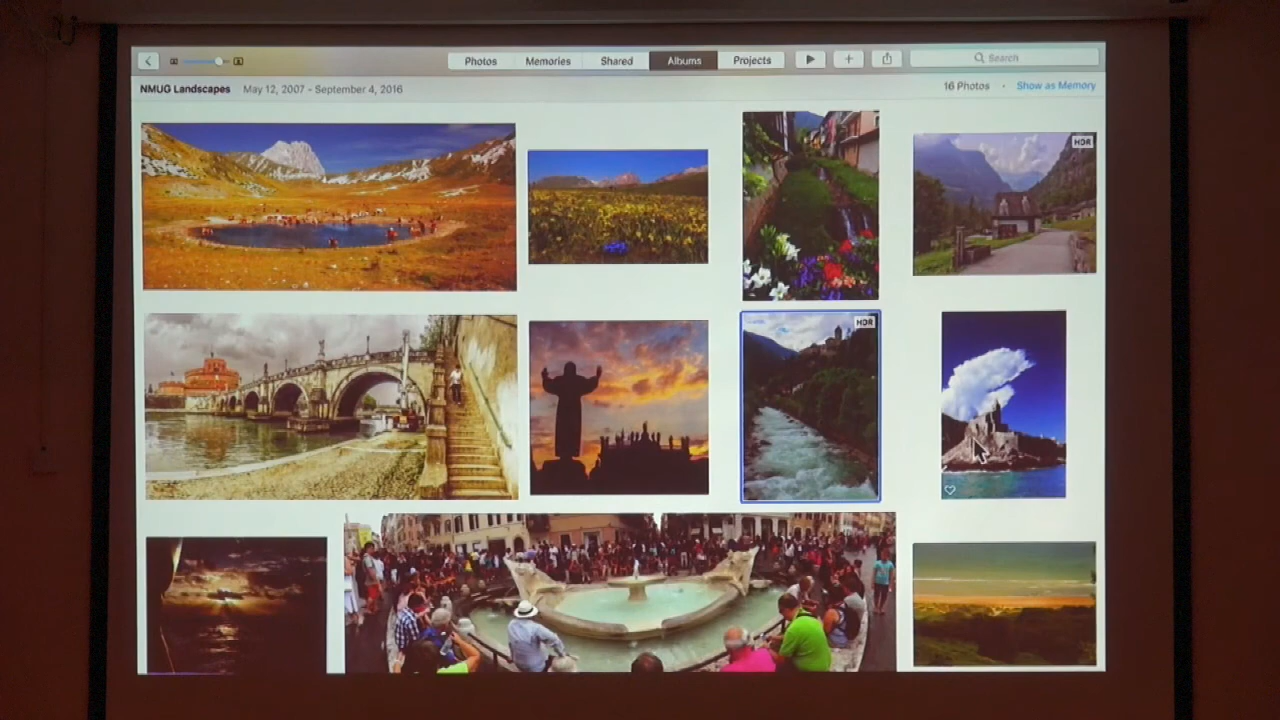 Photos Memories Shared Albums Projects Search
NMUG Landscapes May 12, 2007 - September 4, 2016 16 Photos · Show as Memory
HDR
HDR